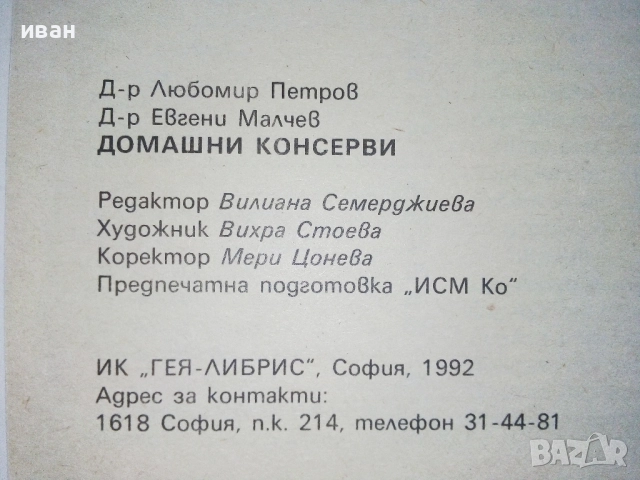 иван
Д-р Любомир Петров
Д-р Евгени Малчев
ДОМАШНИ КОНСЕРВИ
Редактор Вилиана Семерджиева
Художник Вихра Стоева
Коректор Мери Цонева
Предпечатна подготовка „ИСМ Ко“
ИК „ГЕЯ-ЛИБРИС“, София, 1992
Адрес за контакти:
1618 София, п.к. 214, телефон 31-44-81
BAZAR